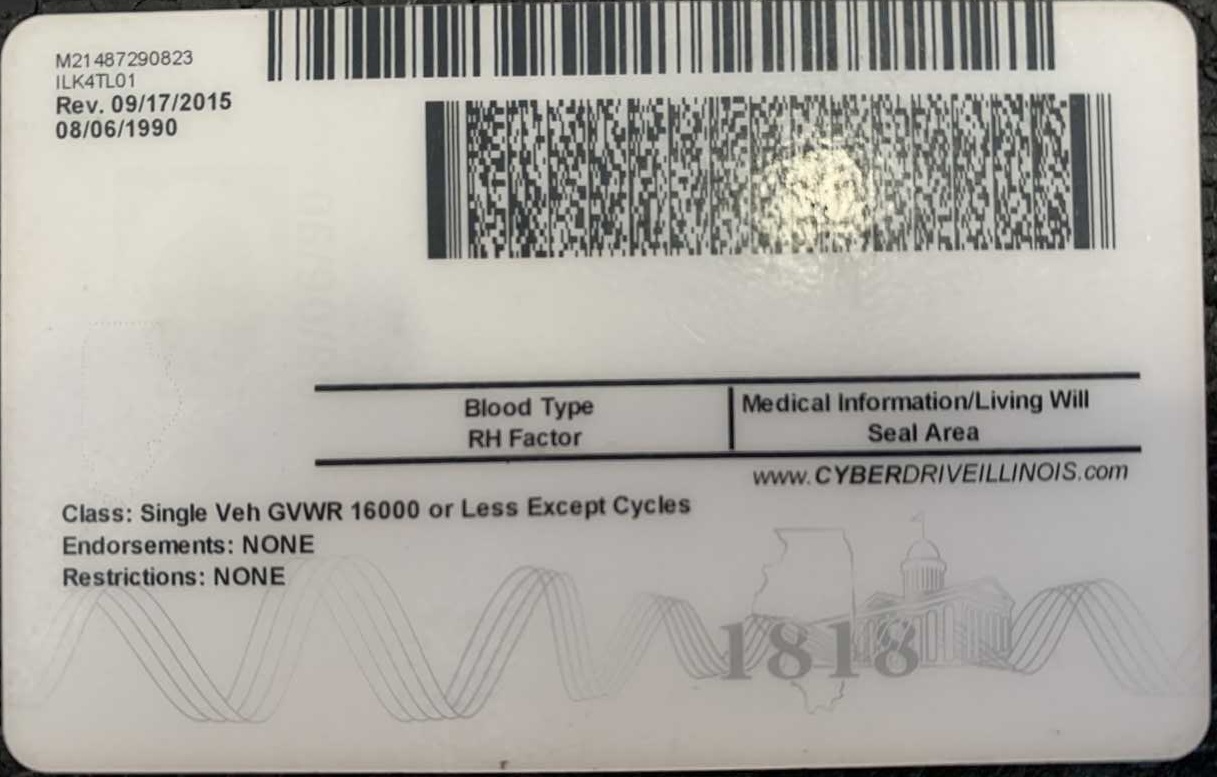 M21487290823
ILK4TL01
Rev. 09/17/2015
08/06/1990
Blood Type
RH Factor
Medical Information/Living Will
Seal Area
www.CYBERDRIVEILLINOIS.com
Class: Single Veh GVWR 16000 or Less Except Cycles
Endorsements: NONE
Restrictions: NONE
1818